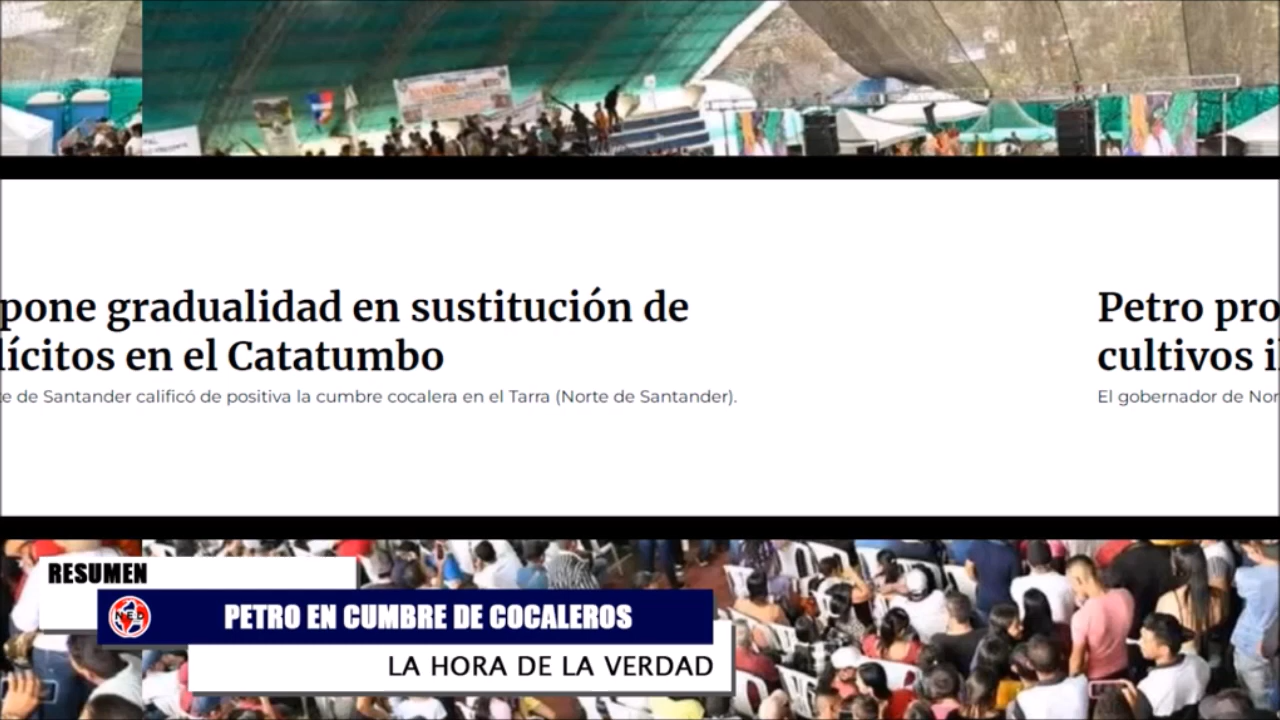 pone gradualidad en sustitución de
lícitos en el Catatumbo
e de Santander calificó de positiva la cumbre cocalera en el Tarra (Norte de Santander).
Petro pro
cultivos il
El gobernador de Nor
RESUMEN
PETRO EN CUMBRE DE COCALEROS
LA HORA DE LA VERDAD